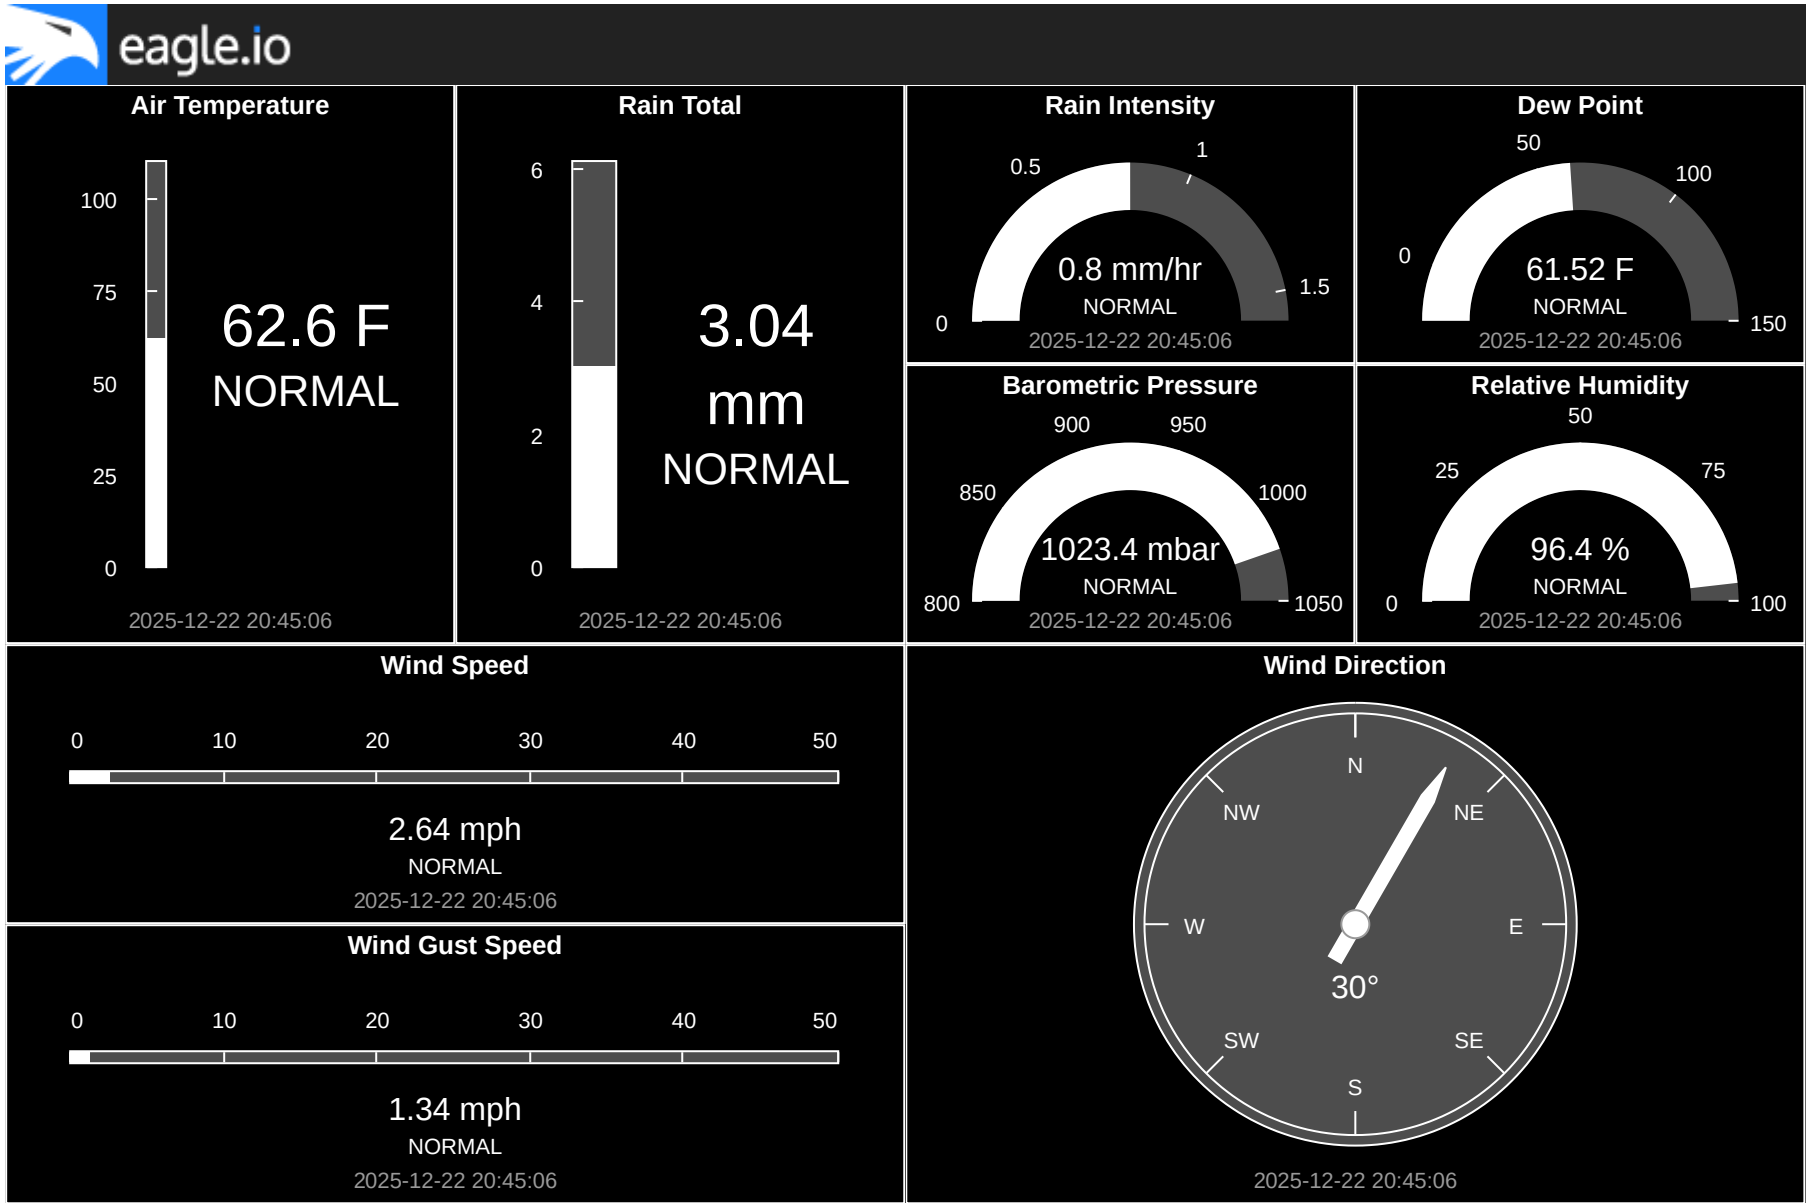 eagle.io
Air Temperature
100
75
50
25
0
62.6 F
NORMAL
2025-12-22 20:45:06
Rain Total
6
4
2
0
3.04
mm
NORMAL
2025-12-22 20:45:06
Rain Intensity
0
0.5
1
1.5
0.8 mm/hr
NORMAL
2025-12-22 20:45:06
Dew Point
0
50
100
150
61.52 F
NORMAL
2025-12-22 20:45:06
Barometric Pressure
800
850
900
950
1000
1050
1023.4 mbar
NORMAL
2025-12-22 20:45:06
Relative Humidity
0
25
50
75
100
96.4 %
NORMAL
2025-12-22 20:45:06
Wind Speed
0 10 20 30 40 50
2.64 mph
NORMAL
2025-12-22 20:45:06
Wind Gust Speed
0 10 20 30 40 50
1.34 mph
NORMAL
2025-12-22 20:45:06
Wind Direction
N
NW NE
W E
30°
SW SE
S
2025-12-22 20:45:06